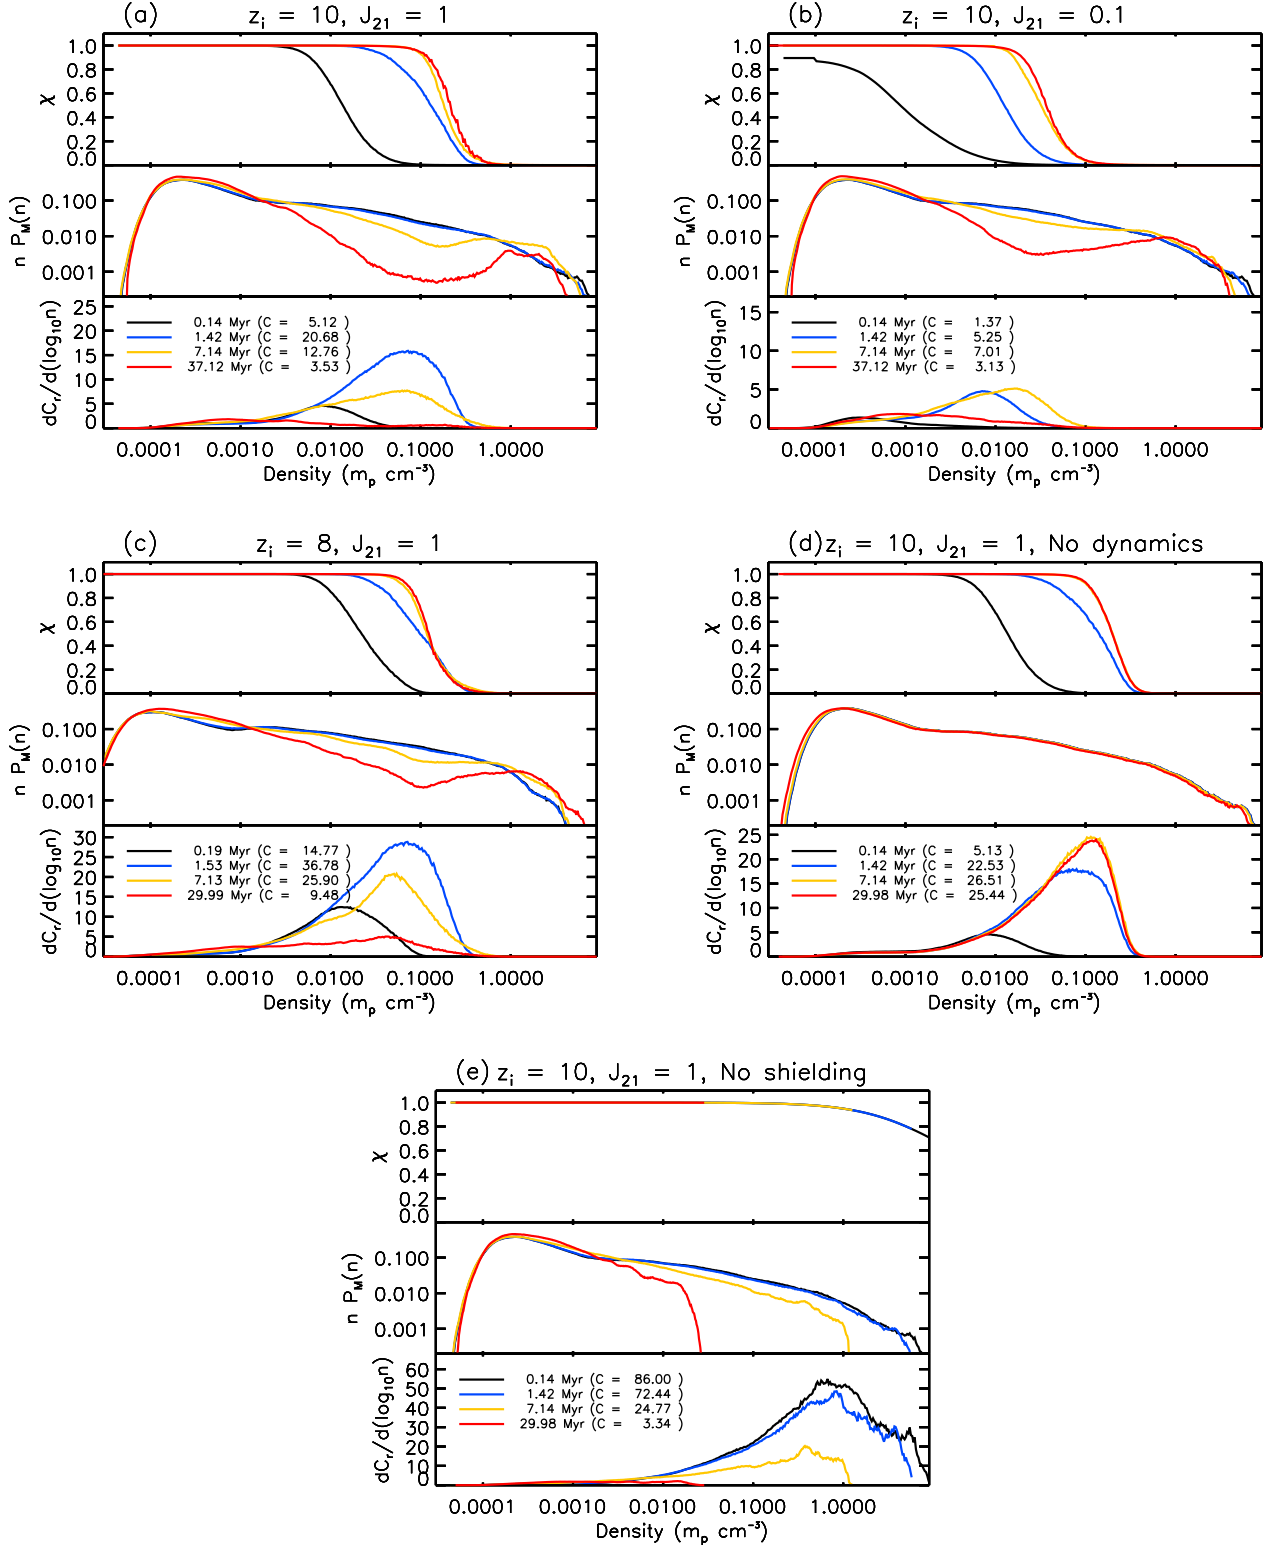 (a) z_i = 10, J_21 = 1
χ
1.0
0.8
0.6
0.4
0.2
0.0
n P_M(n)
0.100
0.010
0.001
dC_r/d(log_10 n)
25
20
15
10
5
0
0.14 Myr (C = 5.12 )
1.42 Myr (C = 20.68 )
7.14 Myr (C = 12.76 )
37.12 Myr (C = 3.53 )
0.0001 0.0010 0.0100 0.1000 1.0000
Density (m_p cm^-3)
(b) z_i = 10, J_21 = 0.1
χ
1.0
0.8
0.6
0.4
0.2
0.0
n P_M(n)
0.100
0.010
0.001
dC_r/d(log_10 n)
15
10
5
0
0.14 Myr (C = 1.37 )
1.42 Myr (C = 5.25 )
7.14 Myr (C = 7.01 )
37.12 Myr (C = 3.13 )
0.0001 0.0010 0.0100 0.1000 1.0000
Density (m_p cm^-3)
(c) z_i = 8, J_21 = 1
χ
1.0
0.8
0.6
0.4
0.2
0.0
n P_M(n)
0.100
0.010
0.001
dC_r/d(log_10 n)
30
25
20
15
10
5
0
0.19 Myr (C = 14.77 )
1.53 Myr (C = 36.78 )
7.13 Myr (C = 25.90 )
29.99 Myr (C = 9.48 )
0.0001 0.0010 0.0100 0.1000 1.0000
Density (m_p cm^-3)
(d) z_i = 10, J_21 = 1, No dynamics
χ
1.0
0.8
0.6
0.4
0.2
0.0
n P_M(n)
0.100
0.010
0.001
dC_r/d(log_10 n)
25
20
15
10
5
0
0.14 Myr (C = 5.13 )
1.42 Myr (C = 22.53 )
7.14 Myr (C = 26.51 )
29.98 Myr (C = 25.44 )
0.0001 0.0010 0.0100 0.1000 1.0000
Density (m_p cm^-3)
(e) z_i = 10, J_21 = 1, No shielding
χ
1.0
0.8
0.6
0.4
0.2
0.0
n P_M(n)
0.100
0.010
0.001
dC_r/d(log_10 n)
60
50
40
30
20
10
0
0.14 Myr (C = 86.00 )
1.42 Myr (C = 72.44 )
7.14 Myr (C = 24.77 )
29.98 Myr (C = 3.34 )
0.0001 0.0010 0.0100 0.1000 1.0000
Density (m_p cm^-3)